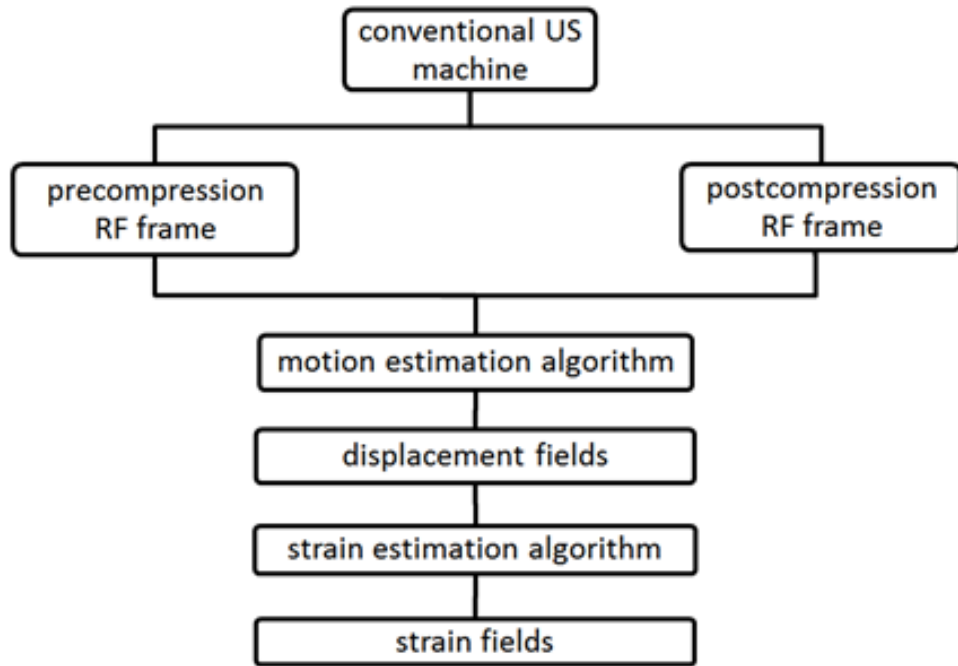 conventional US
machine
precompression
RF frame
postcompression
RF frame
motion estimation algorithm
displacement fields
strain estimation algorithm
strain fields